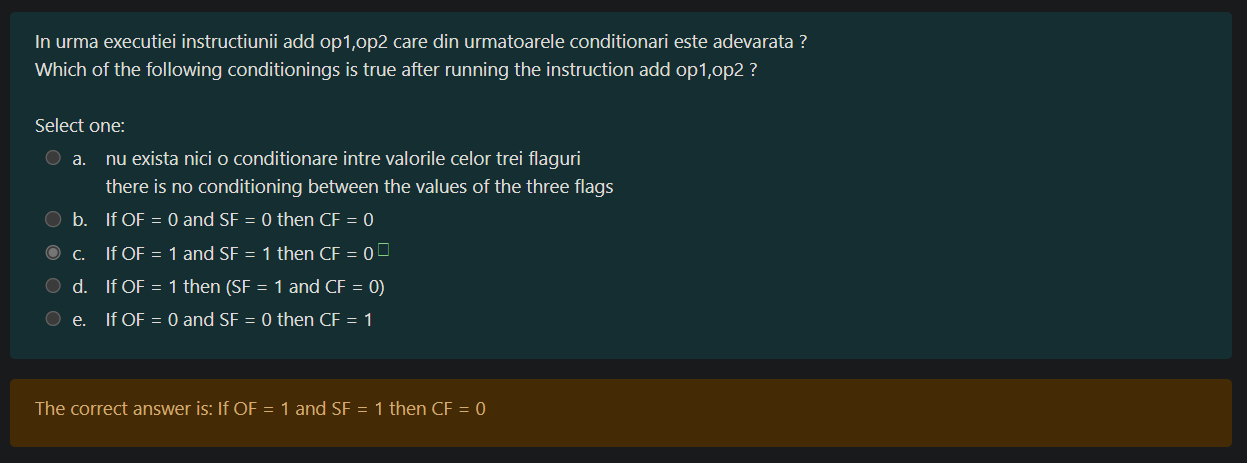 In urma executiei instructiunii add op1,op2 care din urmatoarele conditionari este adevarata ?
Which of the following conditionings is true after running the instruction add op1,op2 ?
Select one:
a. nu exista nici o conditionare intre valorile celor trei flaguri
there is no conditioning between the values of the three flags
b. If OF = 0 and SF = 0 then CF = 0
c. If OF = 1 and SF = 1 then CF = 0
d. If OF = 1 then (SF = 1 and CF = 0)
e. If OF = 0 and SF = 0 then CF = 1
The correct answer is: If OF = 1 and SF = 1 then CF = 0